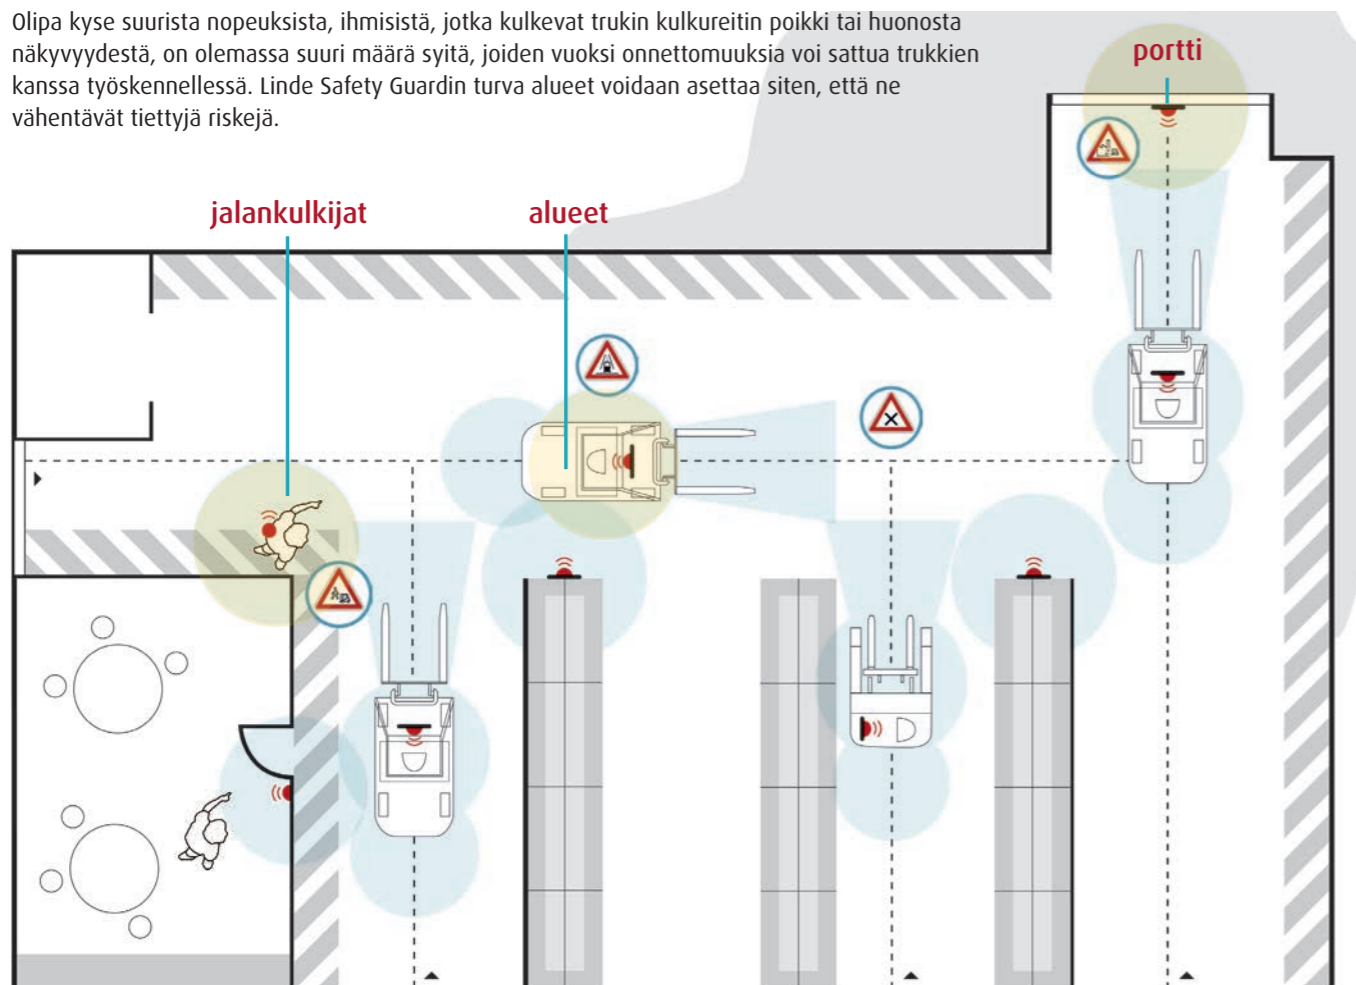 Olipa kyse suurista nopeuksista, ihmisistä, jotka kulkevat trukin kulkureitin poikki tai huonosta
näkyvyydestä, on olemassa suuri määrä syitä, joiden vuoksi onnettomuuksia voi sattua trukkien
kanssa työskennellessä. Linde Safety Guardin turva alueet voidaan asettaa siten, että ne
vähentävät tiettyjä riskejä.
portti
jalankulkijat
alueet